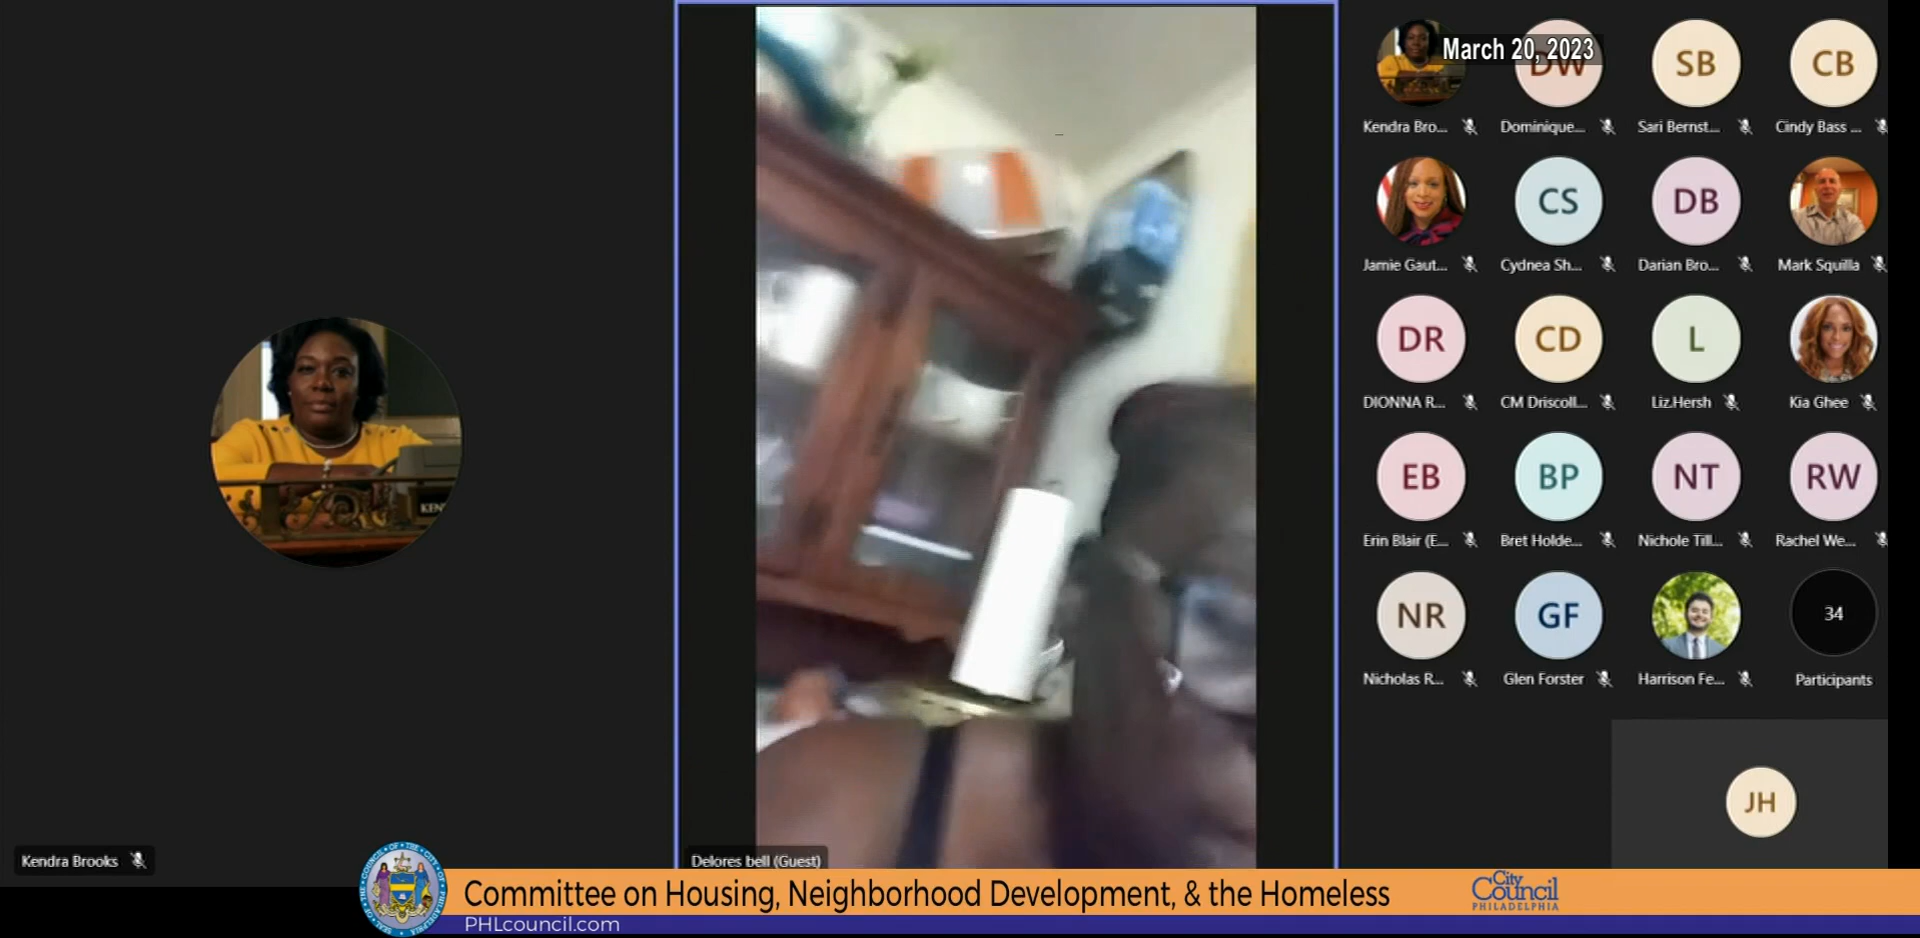 March 20, 2023
DW
SB
CB
Kendra Bro...
Dominique...
Sari Bernst...
Cindy Bass ...
CS
DB
Jamie Gaut...
Cydnea Sh...
Darian Bro...
Mark Squilla
DR
CD
L
DIONNA R...
CM Driscoll...
Liz.Hersh
Kia Ghee
EB
BP
NT
RW
Erin Blair (E...
Bret Holde...
Nichole Till...
Rachel We...
NR
GF
34
Nicholas R...
Glen Forster
Harrison Fe...
Participants
JH
KEN
Kendra Brooks
Delores bell (Guest)
Committee on Housing, Neighborhood Development, & the Homeless
City
Council
PHILADELPHIA
PHLcouncil.com